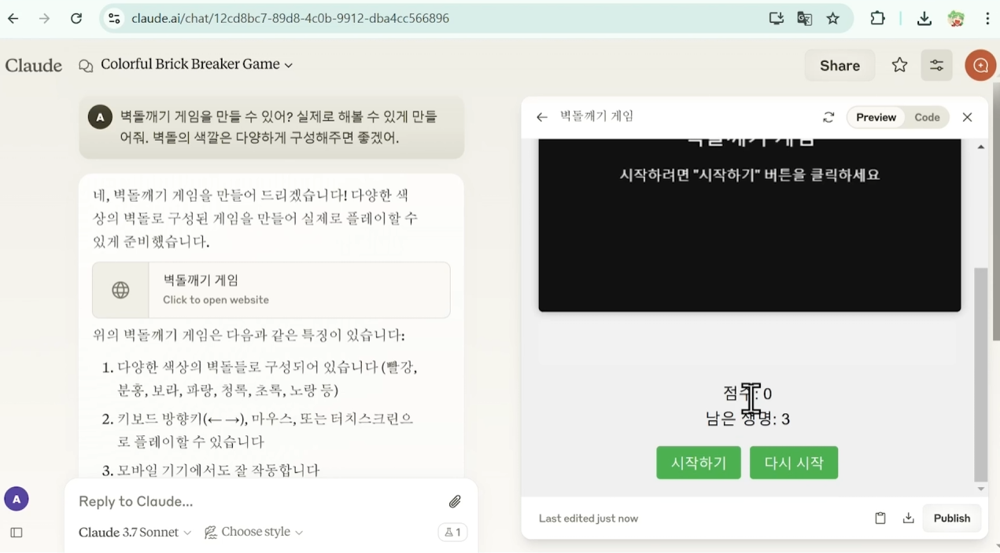 claude.ai/chat/12cd8bc7-89d8-4c0b-9912-dba4cc566896
Claude
Colorful Brick Breaker Game
Share
A
벽돌깨기 게임을 만들 수 있어? 실제로 해볼 수 있게 만들
어줘. 벽돌의 색깔은 다양하게 구성해주면 좋겠어.
네, 벽돌깨기 게임을 만들어 드리겠습니다! 다양한 색
상의 벽돌로 구성된 게임을 만들어 실제로 플레이할 수
있게 준비했습니다.
벽돌깨기 게임
Click to open website
위의 벽돌깨기 게임은 다음과 같은 특징이 있습니다:
1. 다양한 색상의 벽돌들로 구성되어 있습니다 (빨강,
분홍, 보라, 파랑, 청록, 초록, 노랑 등)
2. 키보드 방향키(← →), 마우스, 또는 터치스크린으
로 플레이할 수 있습니다
3. 모바일 기기에서도 잘 작동합니다
A
Reply to Claude...
Claude 3.7 Sonnet
Choose style
1
벽돌깨기 게임
Preview
Code
시작하려면 "시작하기" 버튼을 클릭하세요
점수: 0
남은 생명: 3
시작하기
다시 시작
Last edited just now
Publish